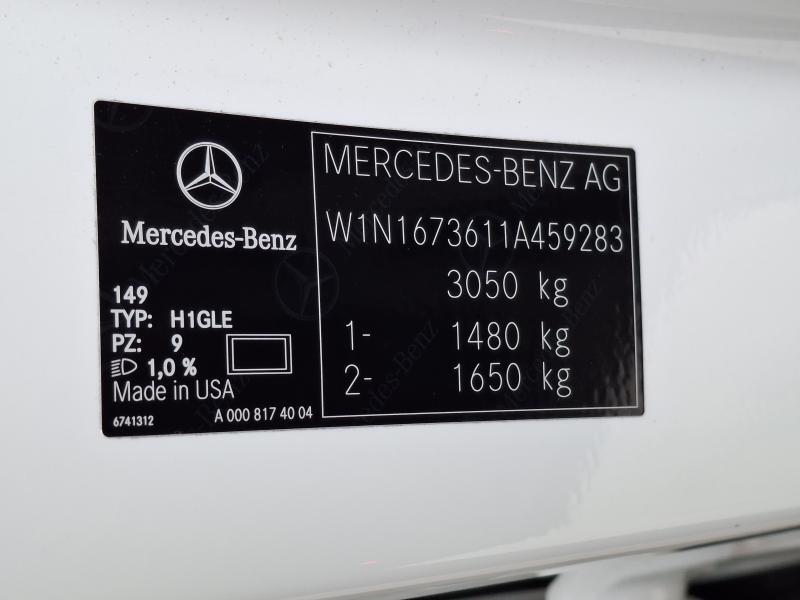 Mercedes-Benz
149
TYP: H1GLE
PZ: 9
1,0 %
Made in USA
6741312
A 000 817 40 04
MERCEDES-BENZ AG
W1N1673611A459283
3050 kg
1- 1480 kg
2- 1650 kg